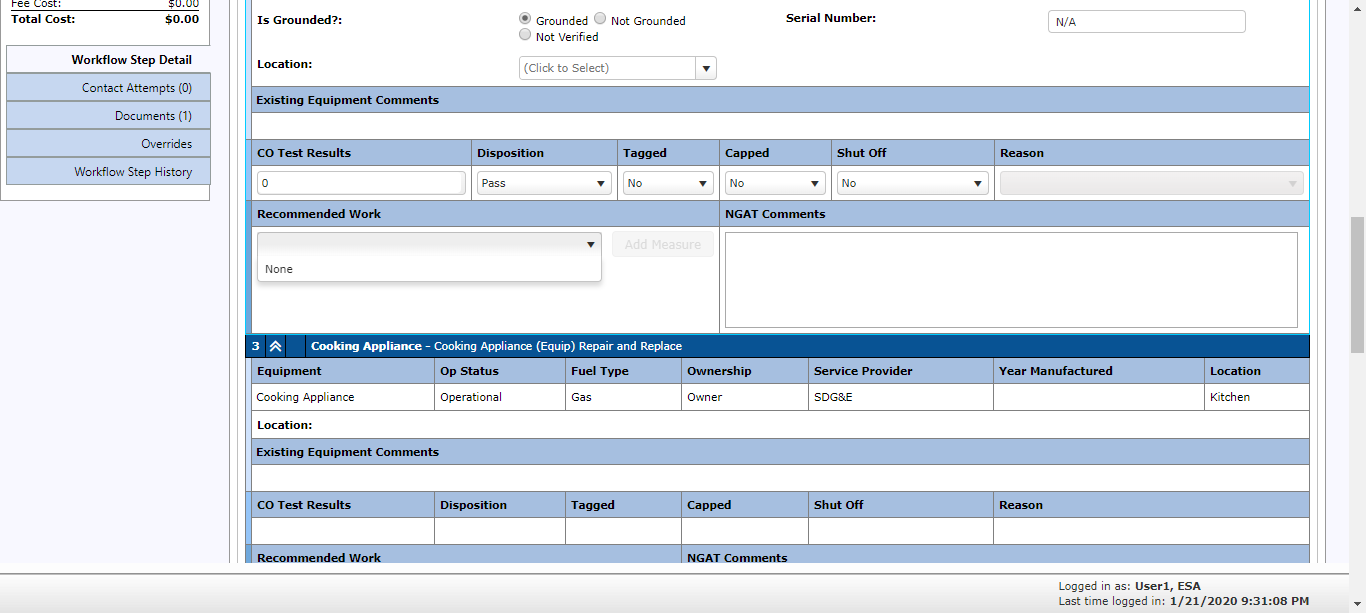 Fee Cost: $0.00
Total Cost: $0.00
Workflow Step Detail
Contact Attempts (0)
Documents (1)
Overrides
Workflow Step History
Is Grounded?: Grounded Not Grounded Serial Number: N/A
Not Verified
Location: (Click to Select)
Existing Equipment Comments
CO Test Results Disposition Tagged Capped Shut Off Reason
0 Pass No No No
Recommended Work NGAT Comments
Add Measure
None
3 Cooking Appliance - Cooking Appliance (Equip) Repair and Replace
Equipment Op Status Fuel Type Ownership Service Provider Year Manufactured Location
Cooking Appliance Operational Gas Owner SDG&E Kitchen
Location:
Existing Equipment Comments
CO Test Results Disposition Tagged Capped Shut Off Reason
Recommended Work NGAT Comments
Logged in as: User1, ESA
Last time logged in: 1/21/2020 9:31:08 PM